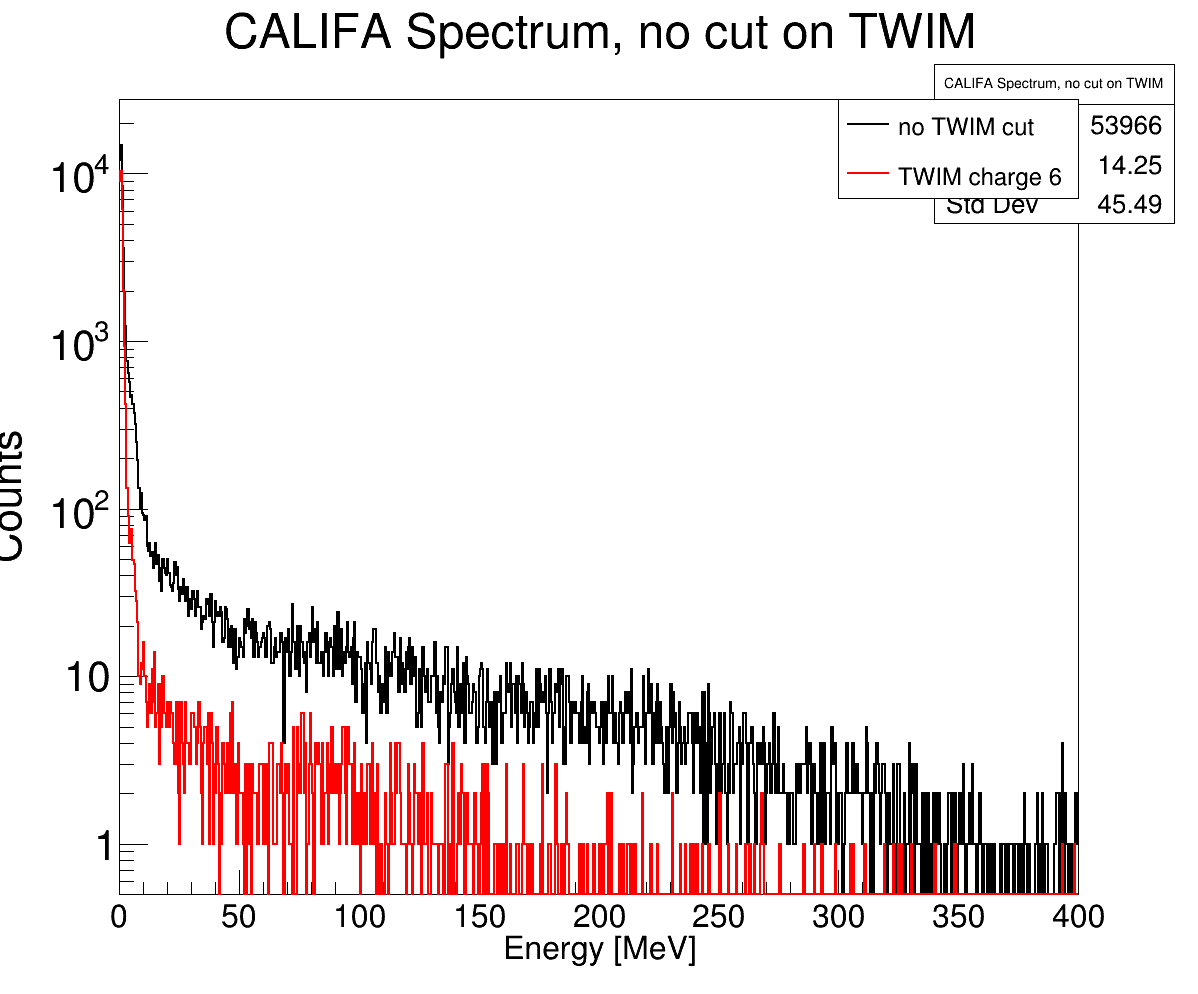 CALIFA Spectrum, no cut on TWIM
CALIFA Spectrum, no cut on TWIM
no TWIM cut
53966
14.25
TWIM charge 6
Std Dev 45.49
10^4
10^3
10^2
10
1
Counts
0 50 100 150 200 250 300 350 400
Energy [MeV]